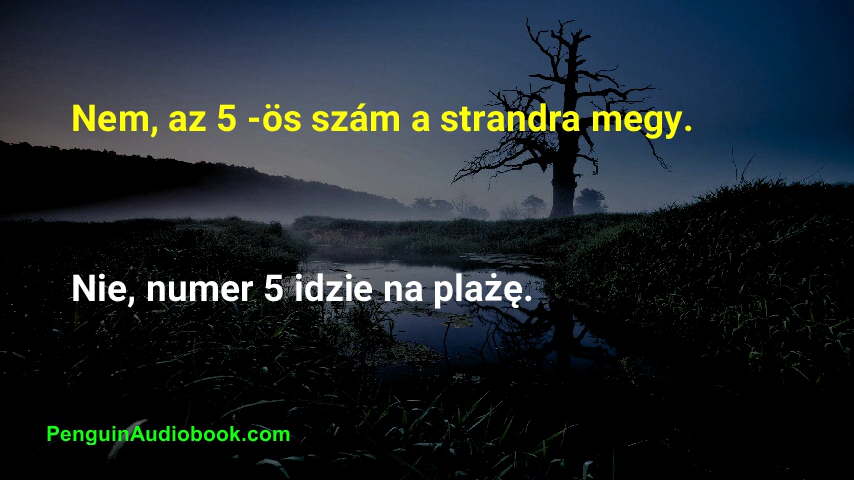 Nem, az 5 -ös szám a strandra megy.
Nie, numer 5 idzie na plażę.
PenguinAudiobook.com